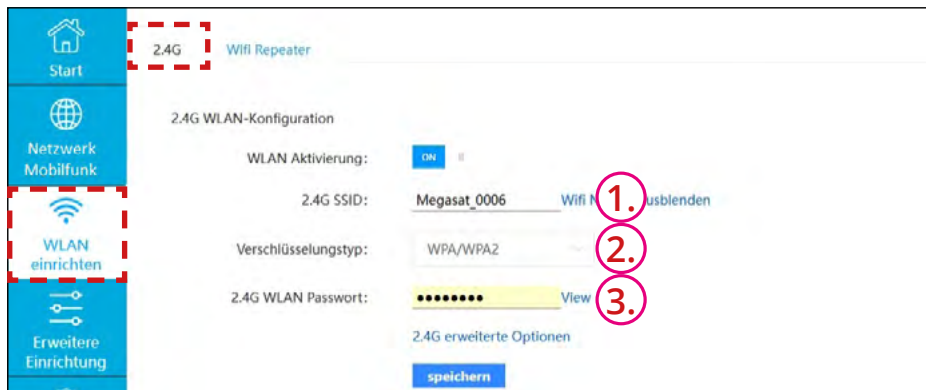 Start
2.4G Wifi Repeater
Netzwerk
Mobilfunk
WLAN
einrichten
Erweitere
Einrichtung
2.4G WLAN-Konfiguration
WLAN Aktivierung: ON
2.4G SSID: Megasat_0006 Wifi 1. usblenden
Verschlüsselungstyp: WPA/WPA2 2.
2.4G WLAN Passwort: •••••••• View 3.
2.4G erweiterte Optionen
speichern